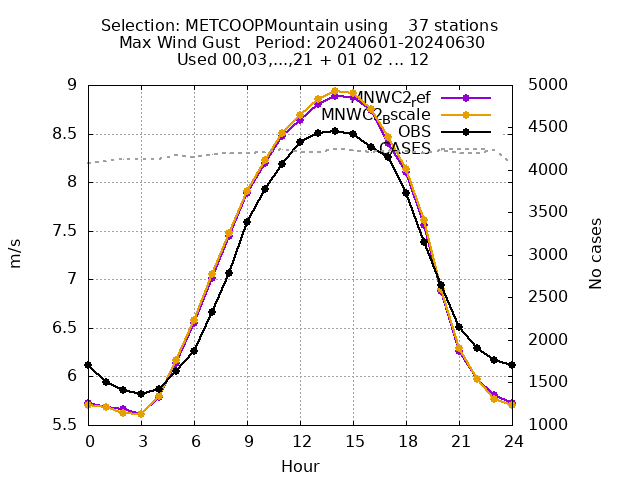 Selection: METCOOPMountain using    37 stations
Max Wind Gust   Period: 20240601-20240630
Used 00,03,...,21 + 01 02 ... 12
9
8.5
8
7.5
7
6.5
6
5.5
m/s
5000
4500
4000
3500
3000
2500
2000
1500
1000
No cases
MNWC2ref
MNWC2Bscale
OBS
CASES
0 3 6 9 12 15 18 21 24
Hour